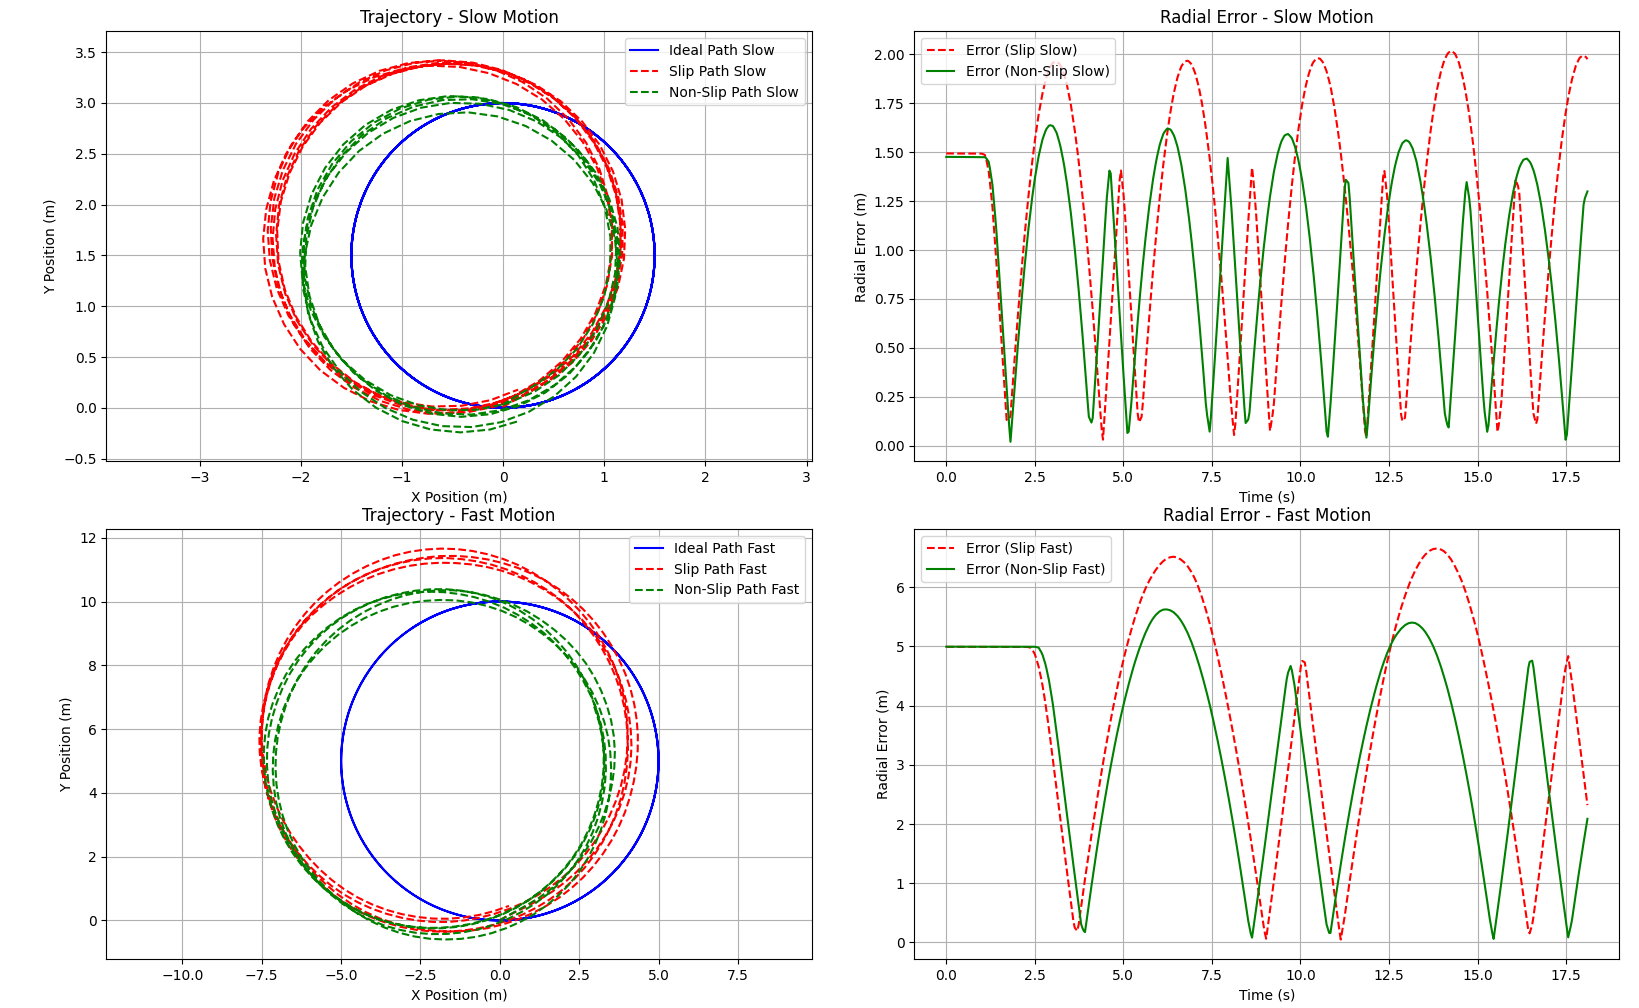 Trajectory - Slow Motion
Y Position (m)
3.5
3.0
2.5
2.0
1.5
1.0
0.5
0.0
−0.5
Ideal Path Slow
Slip Path Slow
Non-Slip Path Slow
−3 −2 −1 0 1 2 3
X Position (m)
Radial Error - Slow Motion
Radial Error (m)
2.00
1.75
1.50
1.25
1.00
0.75
0.50
0.25
0.00
Error (Slip Slow)
Error (Non-Slip Slow)
0.0 2.5 5.0 7.5 10.0 12.5 15.0 17.5
Time (s)
Trajectory - Fast Motion
Y Position (m)
12
10
8
6
4
2
0
Ideal Path Fast
Slip Path Fast
Non-Slip Path Fast
−10.0 −7.5 −5.0 −2.5 0.0 2.5 5.0 7.5
X Position (m)
Radial Error - Fast Motion
Radial Error (m)
6
5
4
3
2
1
0
Error (Slip Fast)
Error (Non-Slip Fast)
0.0 2.5 5.0 7.5 10.0 12.5 15.0 17.5
Time (s)